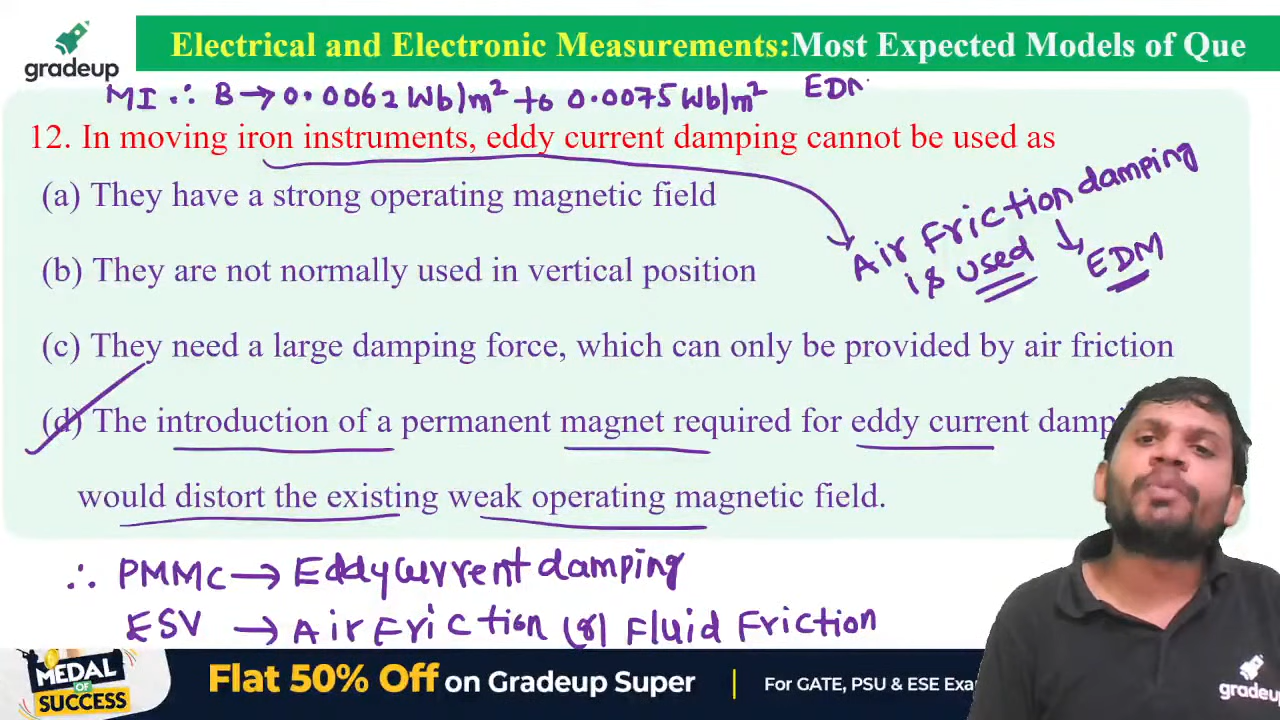 gradeup
Electrical and Electronic Measurements:Most Expected Models of Que
MI ∴ B → 0.0062 Wb/m² to 0.0075 Wb/m² EDM
12. In moving iron instruments, eddy current damping cannot be used as
(a) They have a strong operating magnetic field
Air Friction damping
is used → EDM
(b) They are not normally used in vertical position
(c) They need a large damping force, which can only be provided by air friction
(d) The introduction of a permanent magnet required for eddy current dampi
would distort the existing weak operating magnetic field.
∴ PMMC → Eddy current damping
ESV → Air Friction (or) Fluid Friction
MEDAL
OF
SUCCESS
Flat 50% Off on Gradeup Super | For GATE, PSU & ESE Exa
gradeup